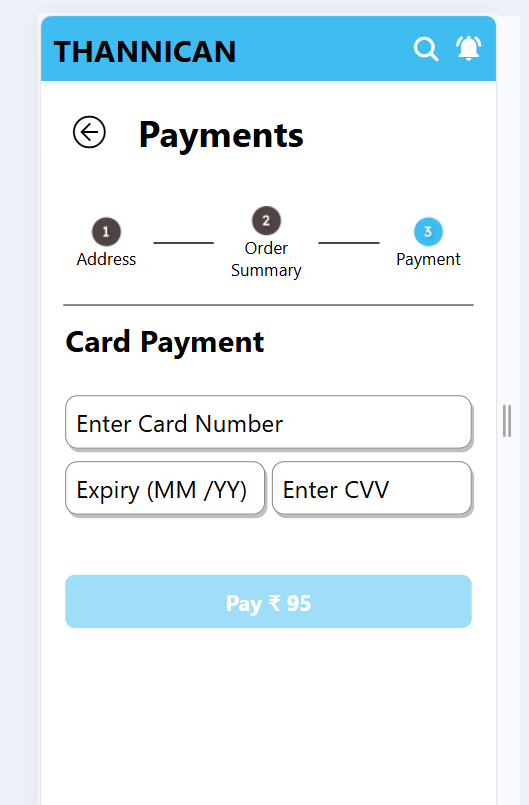 THANNICAN
Payments
1
2
3
Address
Order
Summary
Payment
Card Payment
Enter Card Number
Expiry (MM /YY)
Enter CVV
Pay ₹ 95